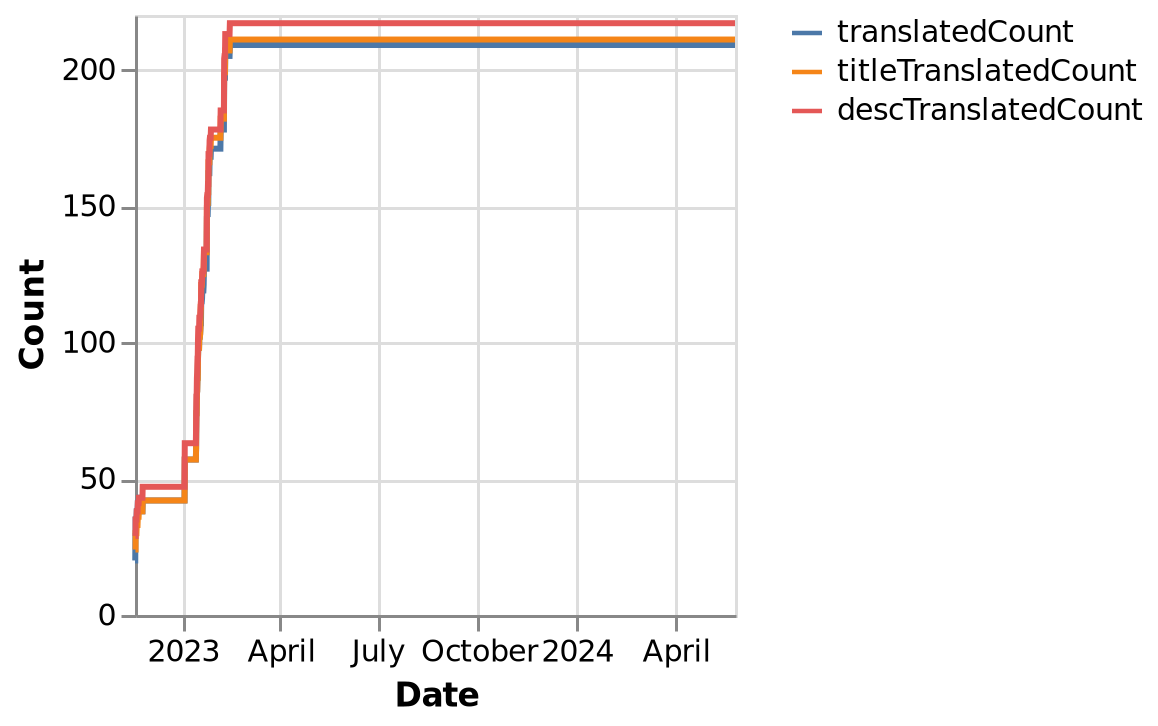 translatedCount
titleTranslatedCount
descTranslatedCount
Count
200
150
100
50
0
2023 April July October 2024 April
Date